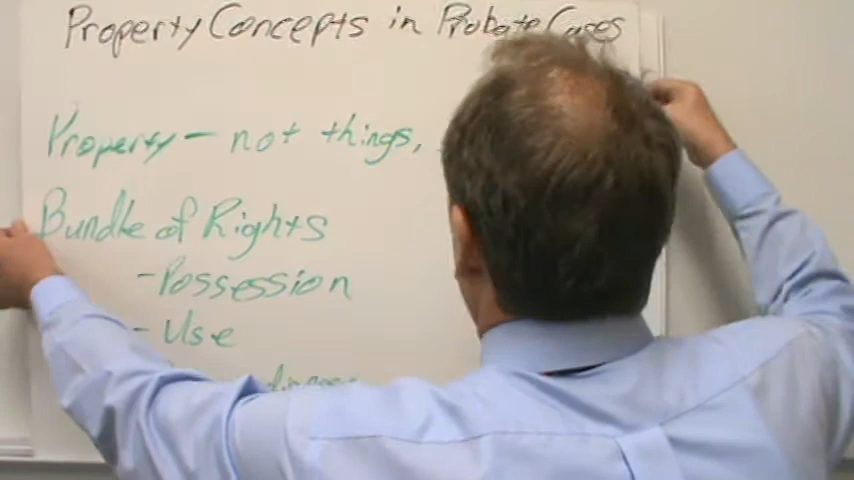 Property Concepts in Probate Cases
Property - not things,
Bundle of Rights
- Possession
- Use